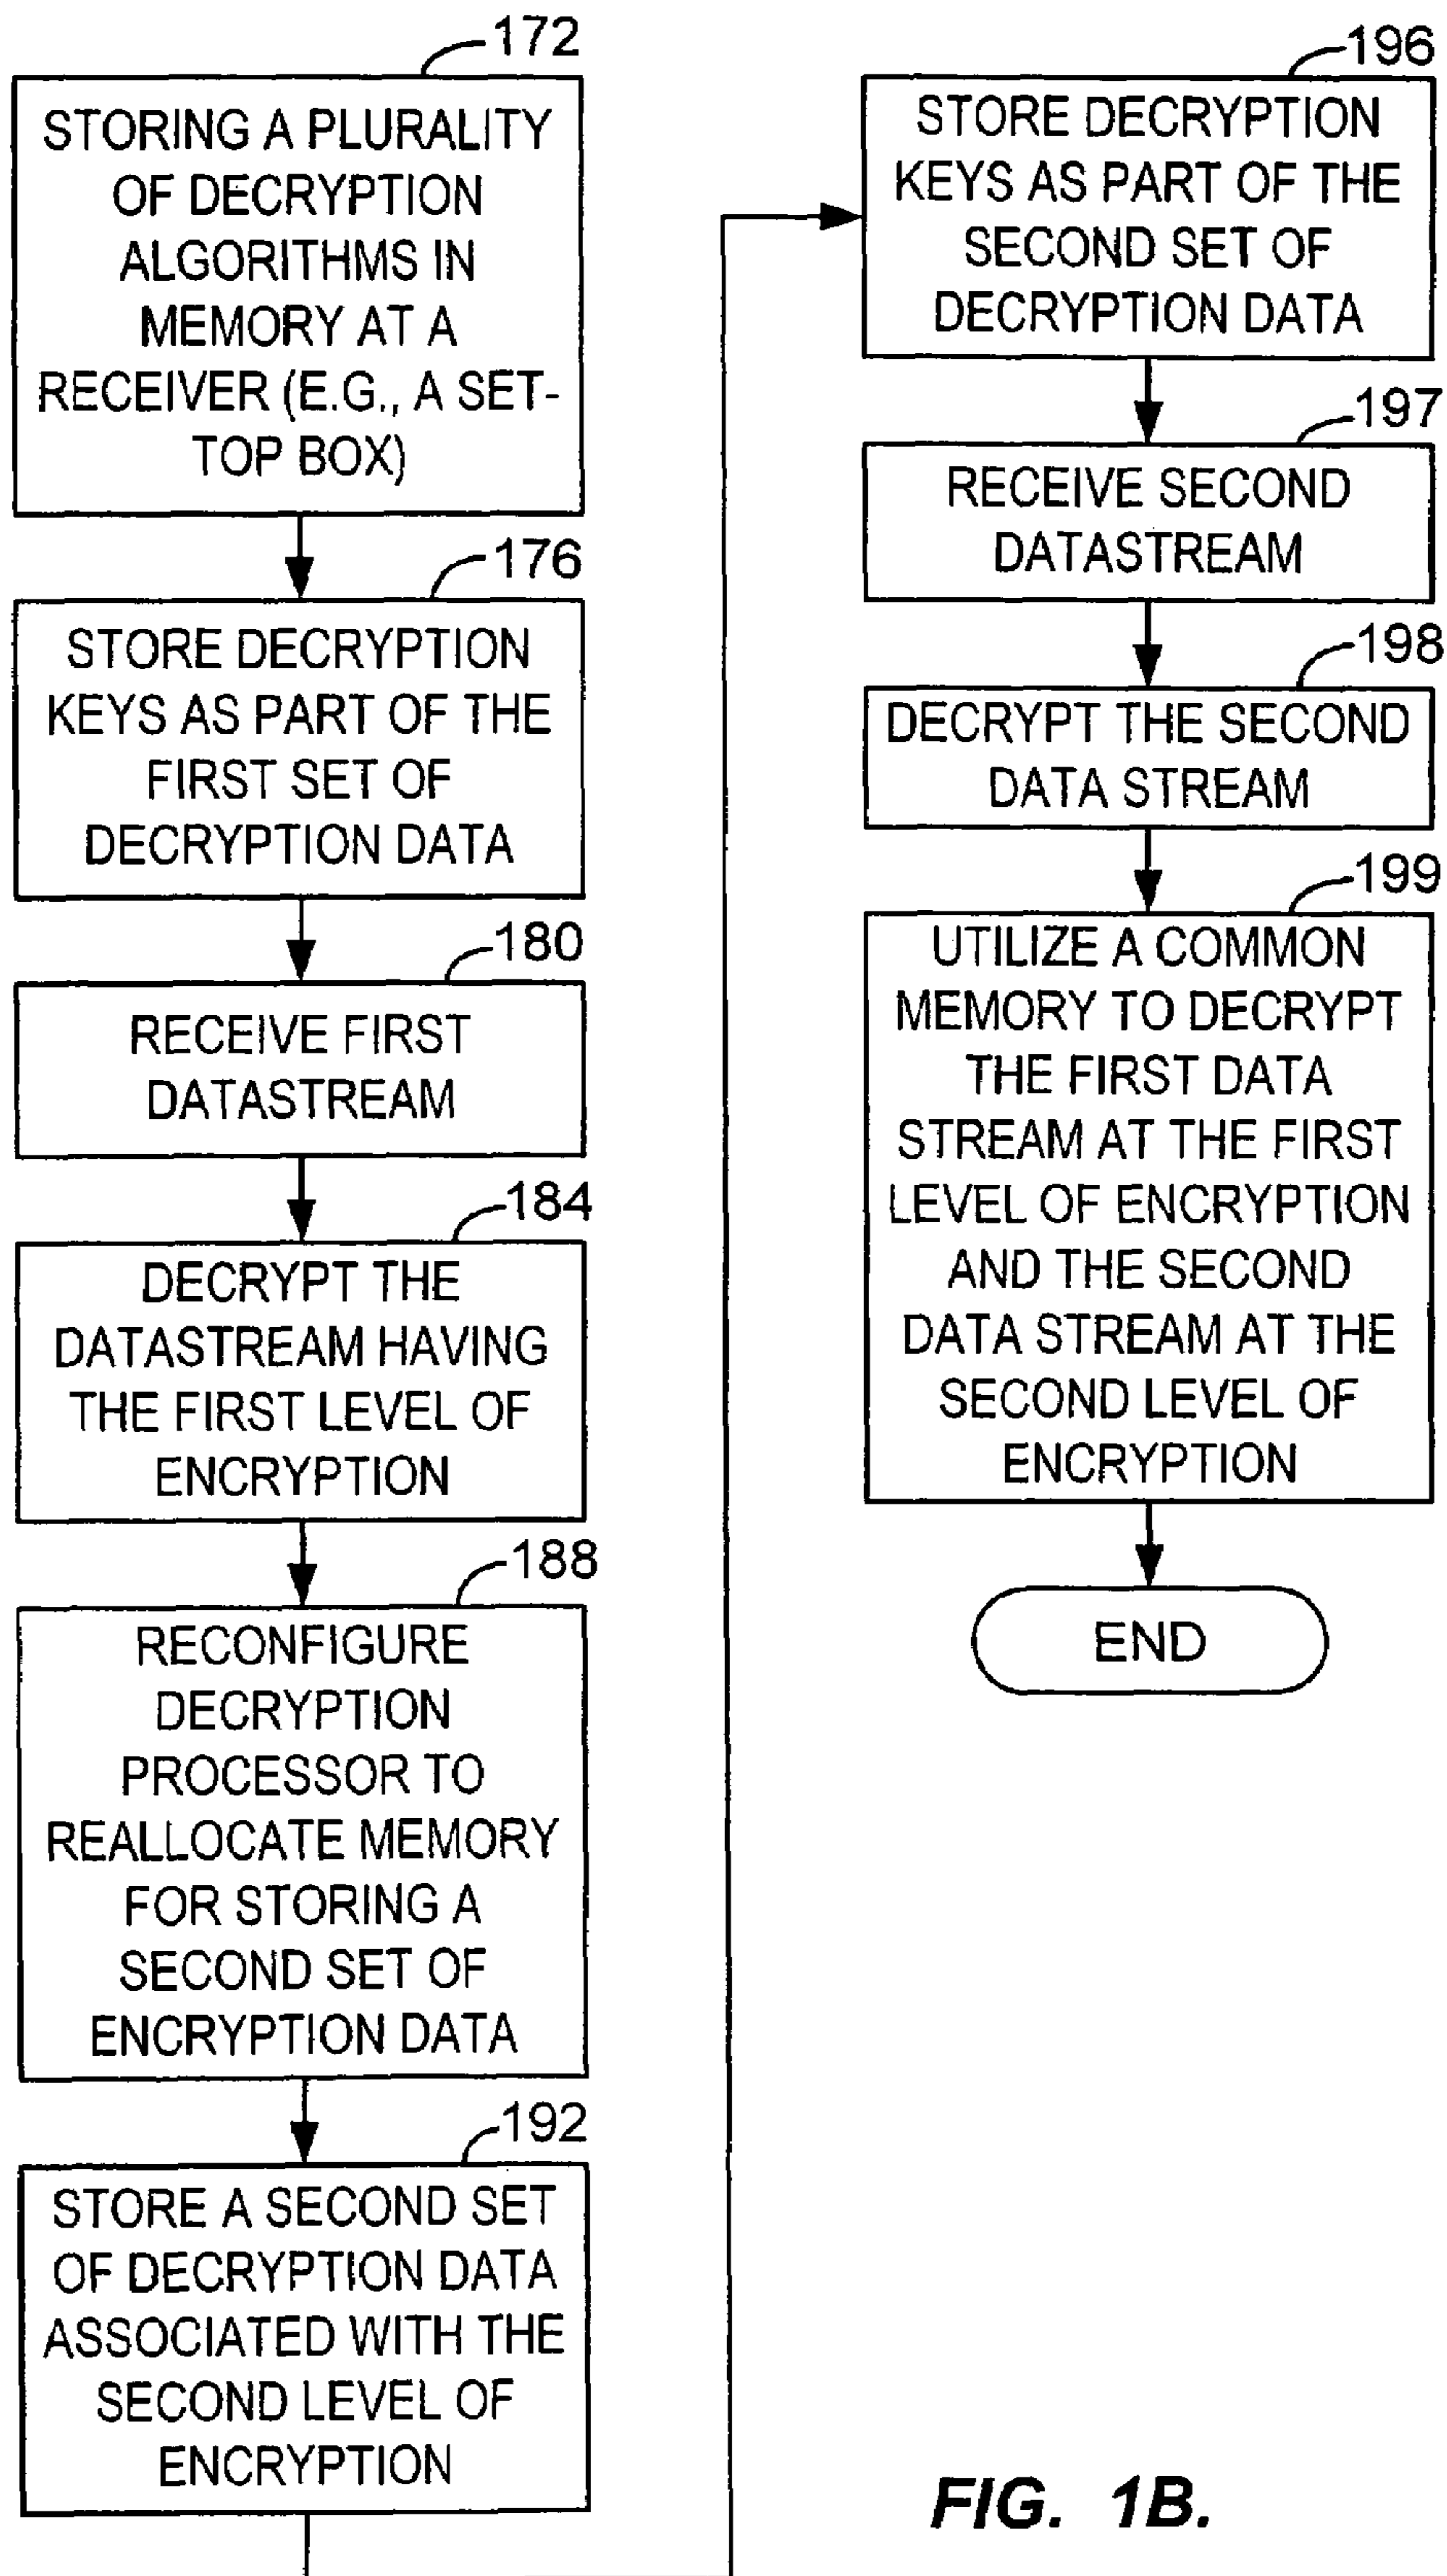 172
STORING A PLURALITY
OF DECRYPTION
ALGORITHMS IN
MEMORY AT A
RECEIVER (E.G., A SET-
TOP BOX)
176
STORE DECRYPTION
KEYS AS PART OF THE
FIRST SET OF
DECRYPTION DATA
180
RECEIVE FIRST
DATASTREAM
184
DECRYPT THE
DATASTREAM HAVING
THE FIRST LEVEL OF
ENCRYPTION
188
RECONFIGURE
DECRYPTION
PROCESSOR TO
REALLOCATE MEMORY
FOR STORING A
SECOND SET OF
ENCRYPTION DATA
192
STORE A SECOND SET
OF DECRYPTION DATA
ASSOCIATED WITH THE
SECOND LEVEL OF
ENCRYPTION
196
STORE DECRYPTION
KEYS AS PART OF THE
SECOND SET OF
DECRYPTION DATA
197
RECEIVE SECOND
DATASTREAM
198
DECRYPT THE SECOND
DATA STREAM
199
UTILIZE A COMMON
MEMORY TO DECRYPT
THE FIRST DATA
STREAM AT THE FIRST
LEVEL OF ENCRYPTION
AND THE SECOND
DATA STREAM AT THE
SECOND LEVEL OF
ENCRYPTION
END
FIG. 1B.